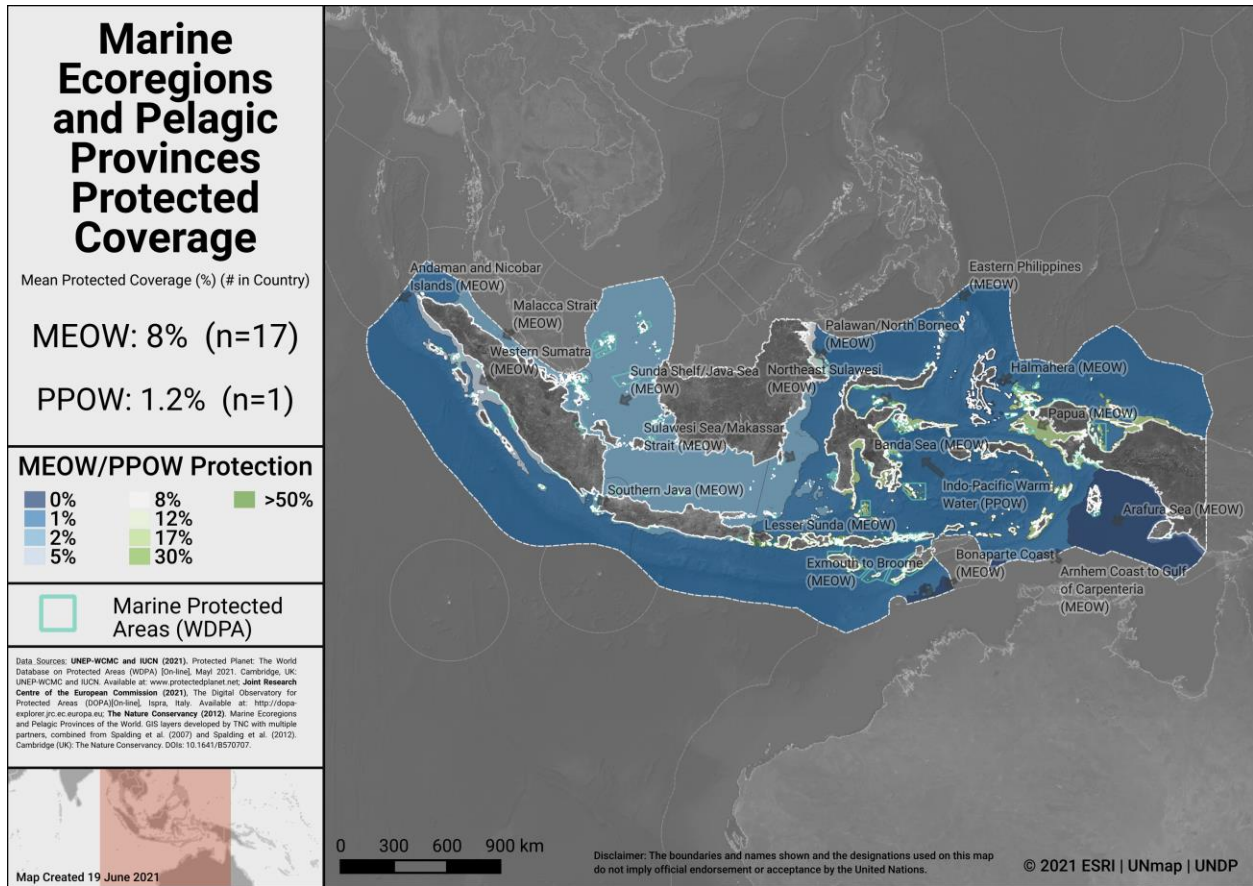 Marine
Ecoregions
and Pelagic
Provinces
Protected
Coverage
Mean Protected Coverage (%) (# in Country)
MEOW: 8% (n=17)
PPOW: 1.2% (n=1)
MEOW/PPOW Protection
0% 8% >50%
1% 12%
2% 17%
5% 30%
Marine Protected
Areas (WDPA)
Data Sources: UNEP-WCMC and IUCN (2021). Protected Planet: The World
Database on Protected Areas (WDPA) [On-line], Mayl 2021. Cambridge, UK:
UNEP-WCMC and IUCN. Available at: www.protectedplanet.net; Joint Research
Centre of the European Commission (2021), The Digital Observatory for
Protected Areas (DOPA)[On-line], Ispra, Italy. Available at: http://dopa-
explorer.jrc.ec.europa.eu; The Nature Conservancy (2012). Marine Ecoregions
and Pelagic Provinces of the World. GIS layers developed by TNC with multiple
partners, combined from Spalding et al. (2007) and Spalding et al. (2012).
Cambridge (UK): The Nature Conservancy. DOIs: 10.1641/B570707.
Map Created 19 June 2021
Andaman and Nicobar
Islands (MEOW)
Malacca Strait
(MEOW)
Western Sumatra
(MEOW)
Sunda Shelf/Java Sea
(MEOW)
Eastern Philippines
(MEOW)
Palawan/North Borneo
(MEOW)
Northeast Sulawesi
(MEOW)
Halmahera (MEOW)
Papua (MEOW)
Sulawesi Sea/Makassar
Strait (MEOW)
Banda Sea (MEOW)
Southern Java (MEOW)
Indo-Pacific Warm
Water (PPOW)
Arafura Sea (MEOW)
Lesser Sunda (MEOW)
Exmouth to Broome
(MEOW)
Bonaparte Coast
(MEOW)
Arnhem Coast to Gulf
of Carpenteria
(MEOW)
0 300 600 900 km
Disclaimer: The boundaries and names shown and the designations used on this map
do not imply official endorsement or acceptance by the United Nations.
© 2021 ESRI | UNmap | UNDP